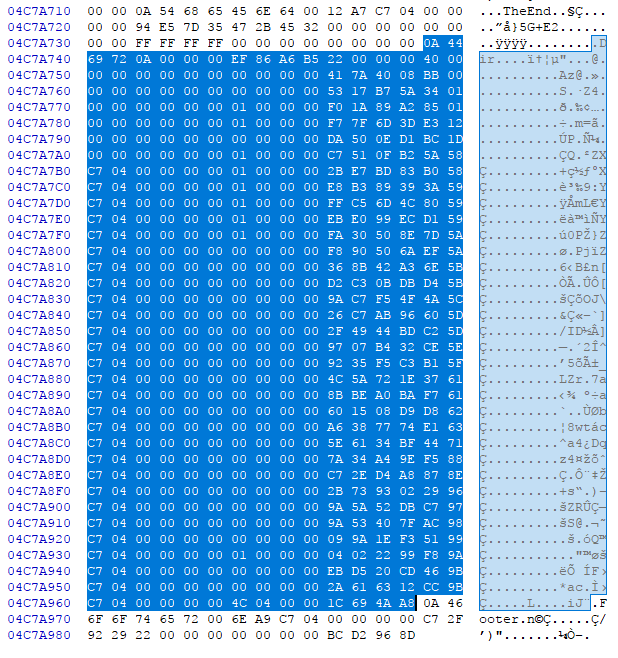 04C7A710 00 00 0A 54 68 65 45 6E 64 00 12 A7 C7 04 00 00 ...TheEnd..§Ç...
04C7A720 00 00 94 E5 7D 35 47 2B 45 32 00 00 00 00 00 00 ..”å}5G+E2......
04C7A730 00 00 FF FF FF FF 00 00 00 00 00 00 00 00 0A 44 ..ÿÿÿÿ.........D
04C7A740 69 72 0A 00 00 00 EF 86 A6 B5 22 00 00 00 40 00 ir....ï†¦µ"...@.
04C7A750 00 00 00 00 00 00 00 00 00 00 41 7A 40 08 BB 00 ..........Az@.».
04C7A760 00 00 00 00 00 00 00 00 00 00 53 17 B7 5A 34 01 ..........S.·Z4.
04C7A770 00 00 00 00 00 00 01 00 00 00 F0 1A 89 A2 85 01 ..........ð.‰¢….
04C7A780 00 00 00 00 00 00 01 00 00 00 F7 7F 6D 3D E3 12 ..........÷.m=ã.
04C7A790 00 00 00 00 00 00 00 00 00 00 DA 50 0E D1 BC 1D ..........ÚP.Ñ¼.
04C7A7A0 00 00 00 00 00 00 01 00 00 00 C7 51 0F B2 5A 58 ..........ÇQ.²ZX
04C7A7B0 C7 04 00 00 00 00 00 00 00 00 2B E7 BD 83 B0 58 Ç.........+ç½ƒ°X
04C7A7C0 C7 04 00 00 00 00 01 00 00 00 E8 B3 89 39 3A 59 Ç.........è³‰9:Y
04C7A7D0 C7 04 00 00 00 00 00 00 00 00 FF C5 6D 4C 80 59 Ç.........ÿÅmL€Y
04C7A7E0 C7 04 00 00 00 00 00 00 00 00 EB E0 99 EC D1 59 Ç.........ëà™ìÑY
04C7A7F0 C7 04 00 00 00 00 01 00 00 00 FA 30 50 8E 7D 5A Ç.........ú0PŽ}Z
04C7A800 C7 04 00 00 00 00 00 00 00 00 F8 90 50 6A EF 5A Ç.........ø.PjïZ
04C7A810 C7 04 00 00 00 00 00 00 00 00 36 8B 42 A3 6E 5B Ç.........6‹B£n[
04C7A820 C7 04 00 00 00 00 00 00 00 00 D2 C3 0B DB D4 5B Ç.........ÒÃ.ÛÔ[
04C7A830 C7 04 00 00 00 00 00 00 00 00 9A C7 F5 4F 4A 5C Ç.........šÇõOJ\
04C7A840 C7 04 00 00 00 00 00 00 00 00 26 C7 AB 96 60 5D Ç.........&Ç«–`]
04C7A850 C7 04 00 00 00 00 00 00 00 00 2F 49 44 BD C2 5D Ç........./ID½Â]
04C7A860 C7 04 00 00 00 00 00 00 00 00 97 07 B4 32 CE 5E Ç.........—.´2Î^
04C7A870 C7 04 00 00 00 00 00 00 00 00 92 35 F5 C3 B1 5F Ç.........’5õÃ±_
04C7A880 C7 04 00 00 00 00 00 00 00 00 4C 5A 72 1E 37 61 Ç.........LZr.7a
04C7A890 C7 04 00 00 00 00 00 00 00 00 8B BE A0 BA F7 61 Ç.........‹¾ º÷a
04C7A8A0 C7 04 00 00 00 00 00 00 00 00 60 15 08 D9 D8 62 Ç.........`..ÙØb
04C7A8B0 C7 04 00 00 00 00 00 00 00 00 A6 38 77 74 E1 63 Ç.........¦8wtác
04C7A8C0 C7 04 00 00 00 00 00 00 00 00 5E 61 34 BF 44 71 Ç.........^a4¿Dq
04C7A8D0 C7 04 00 00 00 00 00 00 00 00 7A 34 A4 9E F5 88 Ç.........z4¤žõˆ
04C7A8E0 C7 04 00 00 00 00 00 00 00 00 C7 2E D4 A8 87 8E Ç.........Ç.Ô¨‡Ž
04C7A8F0 C7 04 00 00 00 00 00 00 00 00 2B 73 93 02 29 96 Ç.........+s“.)–
04C7A900 C7 04 00 00 00 00 00 00 00 00 9A 5A 52 DB C7 97 Ç.........šZRÛÇ—
04C7A910 C7 04 00 00 00 00 00 00 00 00 9A 53 40 7F AC 98 Ç.........šS@.¬˜
04C7A920 C7 04 00 00 00 00 00 00 00 00 09 9A 1E F3 51 99 Ç..........š.óQ™
04C7A930 C7 04 00 00 00 00 01 00 00 00 04 02 22 99 F8 9A Ç..........."™øš
04C7A940 C7 04 00 00 00 00 00 00 00 00 EB D5 20 CD 46 9B Ç.........ëÕ ÍF›
04C7A950 C7 04 00 00 00 00 00 00 00 00 2A 61 63 12 CC 9B Ç.........*ac.Ì›
04C7A960 C7 04 00 00 00 00 4C 04 00 00 1C 69 4A A8 0A 46 Ç.....L....iJ¨.F
04C7A970 6F 6F 74 65 72 00 6E A9 C7 04 00 00 00 00 C7 2F ooter.n©Ç.....Ç/
04C7A980 92 29 22 00 00 00 00 00 00 00 BC D2 96 8D ’)".......¼Ò–.